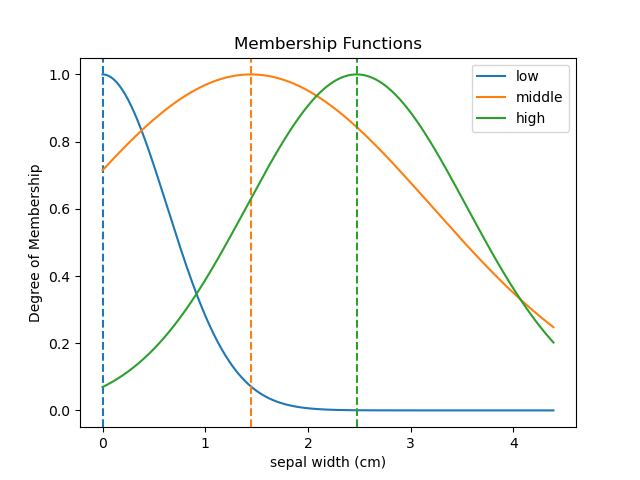 Membership Functions
low
middle
high
Degree of Membership
1.0
0.8
0.6
0.4
0.2
0.0
0 1 2 3 4
sepal width (cm)